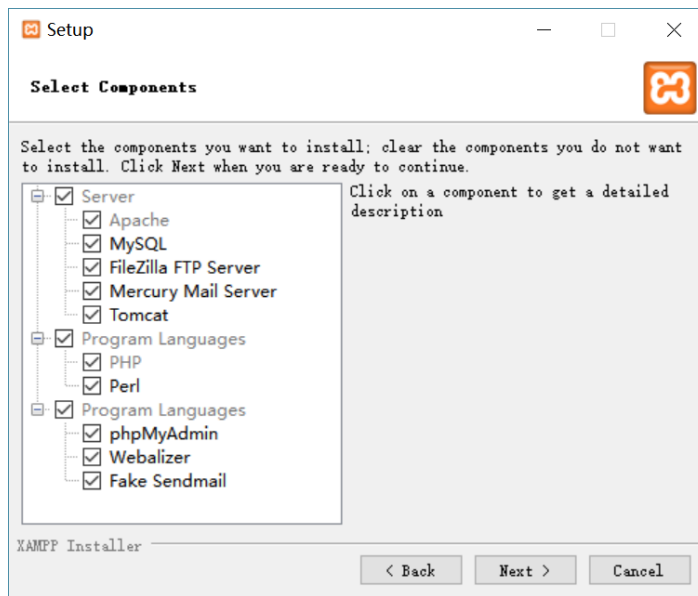 Setup
Select Components
Select the components you want to install; clear the components you do not want
to install. Click Next when you are ready to continue.
Server
Apache
MySQL
FileZilla FTP Server
Mercury Mail Server
Tomcat
Program Languages
PHP
Perl
Program Languages
phpMyAdmin
Webalizer
Fake Sendmail
Click on a component to get a detailed
description
XAMPP Installer
< Back
Next >
Cancel